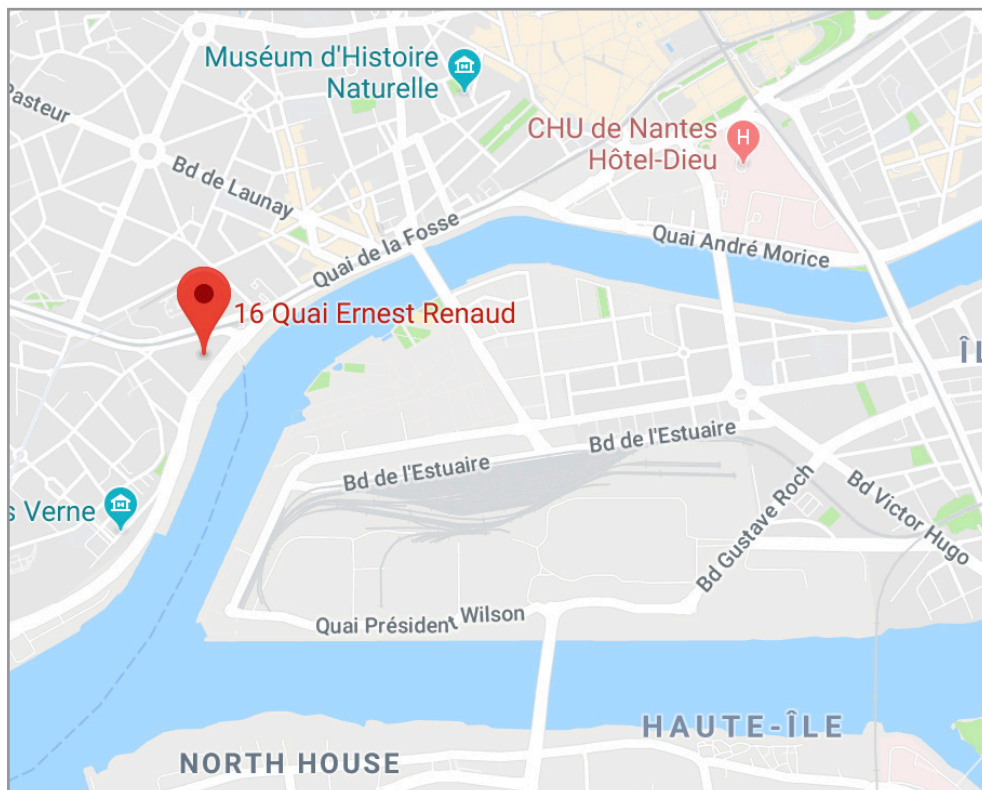 Muséum d'Histoire
Naturelle
Pasteur
CHU de Nantes
Hôtel-Dieu
H
Bd de Launay
Quai de la Fosse
Quai André Morice
16 Quai Ernest Renaud
ÎL
Bd de l'Estuaire
Bd de l'Estuaire
s Verne
Bd Gustave Roch
Bd Victor Hugo
Quai Président Wilson
HAUTE-ÎLE
NORTH HOUSE